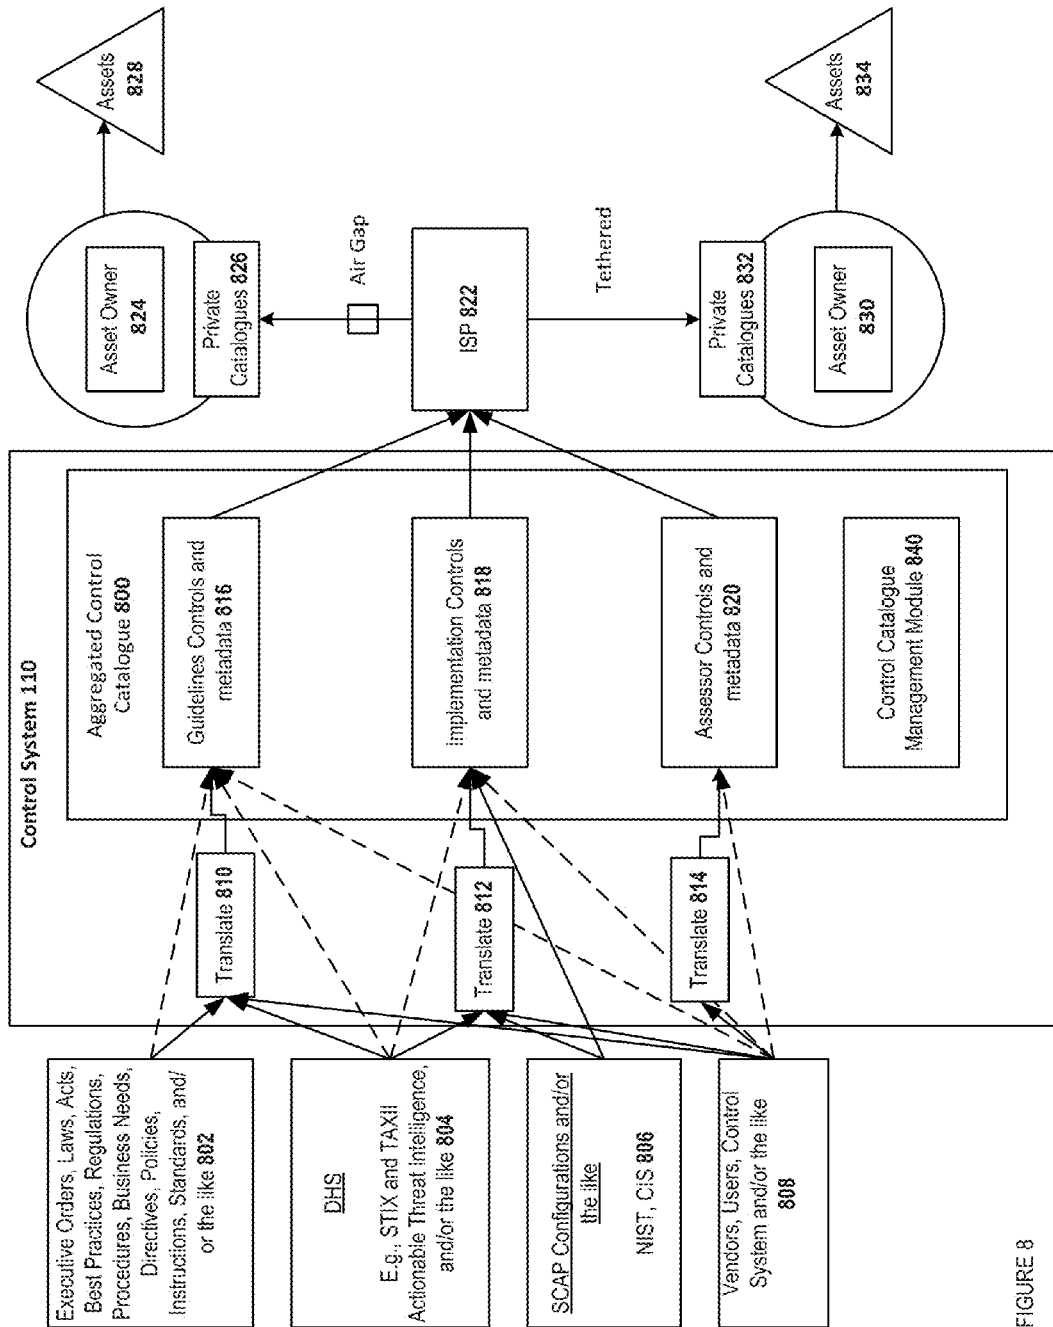 Control System 110
Executive Orders, Laws, Acts,
Best Practices, Regulations,
Procedures, Business Needs,
Directives, Policies,
Instructions, Standards, and/
or the like 802
DHS
E.g., STIX and TAXII
Actionable Threat Intelligence,
and/or the like 804
SCAP Configurations and/or
the like
NIST, CIS 806
Vendors, Users, Control
System and/or the like
808
Translate 810
Translate 812
Translate 814
Aggregated Control
Catalogue 800
Guidelines Controls and
metadata 816
Implementation Controls
and metadata 818
Assessor Controls and
metadata 820
Control Catalogue
Management Module 840
Asset Owner
824
Private
Catalogues 826
Air Gap
ISP 822
Tethered
Private
Catalogues 832
Asset Owner
830
Assets
828
Assets
834
FIGURE 8